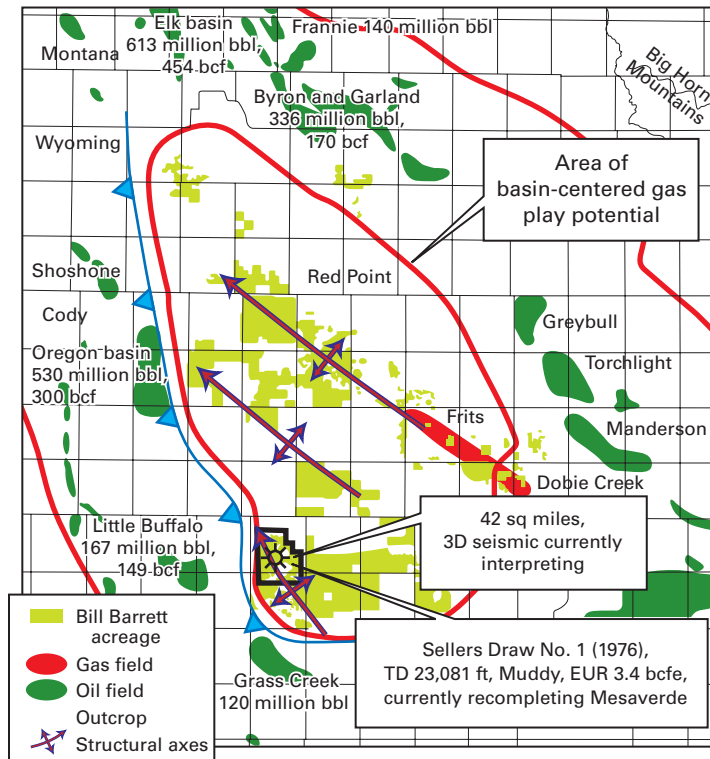 Elk basin
613 million bbl,
454 bcf
Frannie 140 million bbl
Montana
Big Horn
Mountains
Byron and Garland
336 million bbl,
170 bcf
Wyoming
Area of
basin-centered gas
play potential
Shoshone
Red Point
Cody
Greybull
Oregon basin
530 million bbl,
300 bcf
Torchlight
Frits
Manderson
Dobie Creek
Little Buffalo
167 million bbl,
149 bcf
42 sq miles,
3D seismic currently
interpreting
Bill Barrett
acreage
Gas field
Oil field
Outcrop
Structural axes
Grass Creek
120 million bbl
Sellers Draw No. 1 (1976),
TD 23,081 ft, Muddy, EUR 3.4 bcfe,
currently recompleting Mesaverde